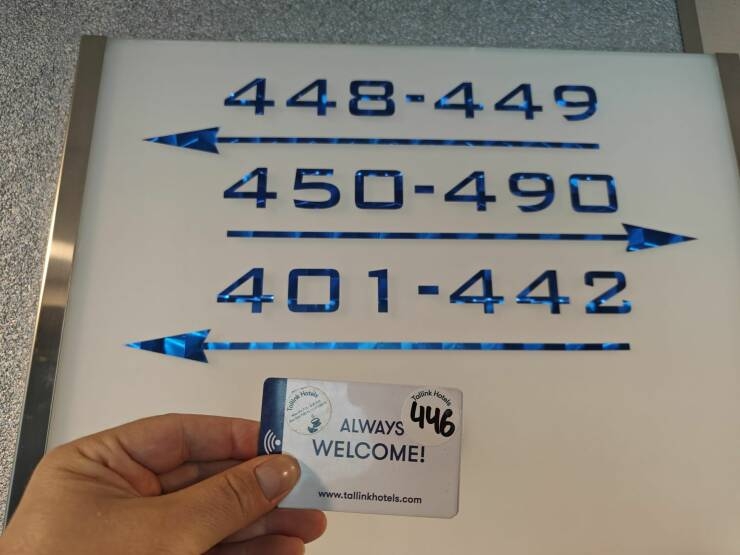 448-449
450-490
401-442
Tallink Hotels
Tallink Hotels
446
ALWAYS
WELCOME!
www.tallinkhotels.com